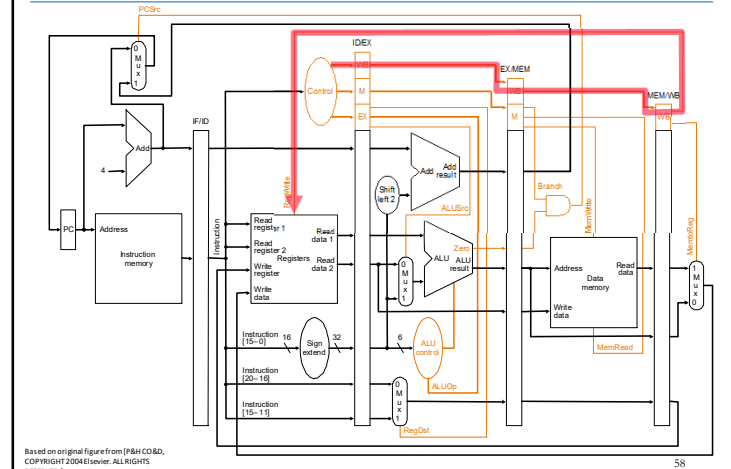 PCSrc
ID/EX
0
M
u
x
1
WB
EX/MEM
Control
M
WB
MEM/WB
EX
M
WB
IF/ID
Add
4
Add
Add
result
Shift
left 2
Branch
RegWrite
ALUSrc
MemWrite
MemtoReg
PC
Address
Instruction
memory
Instruction
Read
register 1
Read
register 2
Write
register
Write
data
Registers
Read
data 1
Read
data 2
0
M
u
x
1
Zero
ALU
ALU
result
Address
Data
memory
Read
data
Write
data
1
M
u
x
0
Instruction
[15–0]
16
Sign
extend
32
6
ALU
control
MemRead
Instruction
[20–16]
ALUOp
Instruction
[15–11]
0
M
u
x
1
RegDst
Based on original figure from [P&H CO&D,
COPYRIGHT 2004 Elsevier. ALL RIGHTS
58